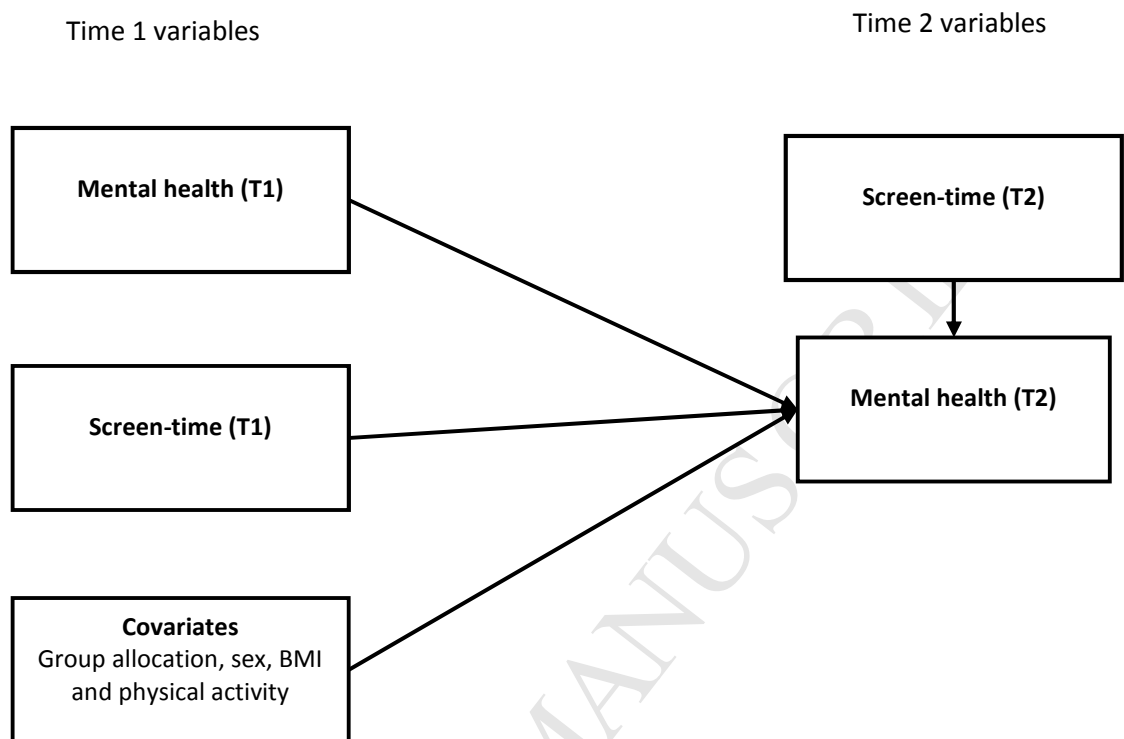 Time 1 variables
Time 2 variables
Mental health (T1)
Screen-time (T2)
Mental health (T2)
Screen-time (T1)
Covariates
Group allocation, sex, BMI
and physical activity